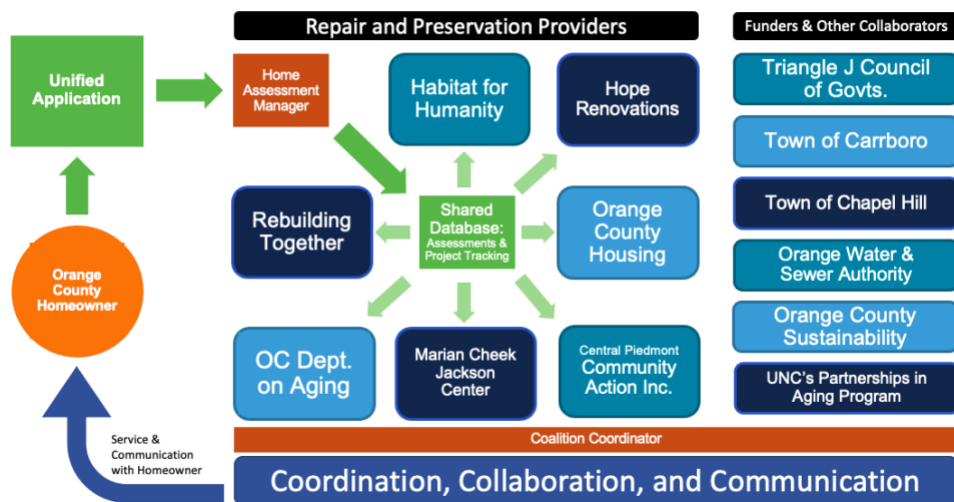 Repair and Preservation Providers
Funders & Other Collaborators
Unified
Application
Home
Assessment
Manager
Habitat for
Humanity
Hope
Renovations
Rebuilding
Together
Shared
Database:
Assessments &
Project Tracking
Orange
County
Housing
OC Dept.
on Aging
Marian Cheek
Jackson
Center
Central Piedmont
Community
Action Inc.
Triangle J Council
of Govts.
Town of Carrboro
Town of Chapel Hill
Orange Water &
Sewer Authority
Orange County
Sustainability
UNC's Partnerships in
Aging Program
Orange
County
Homeowner
Service &
Communication
with Homeowner
Coalition Coordinator
Coordination, Collaboration, and Communication